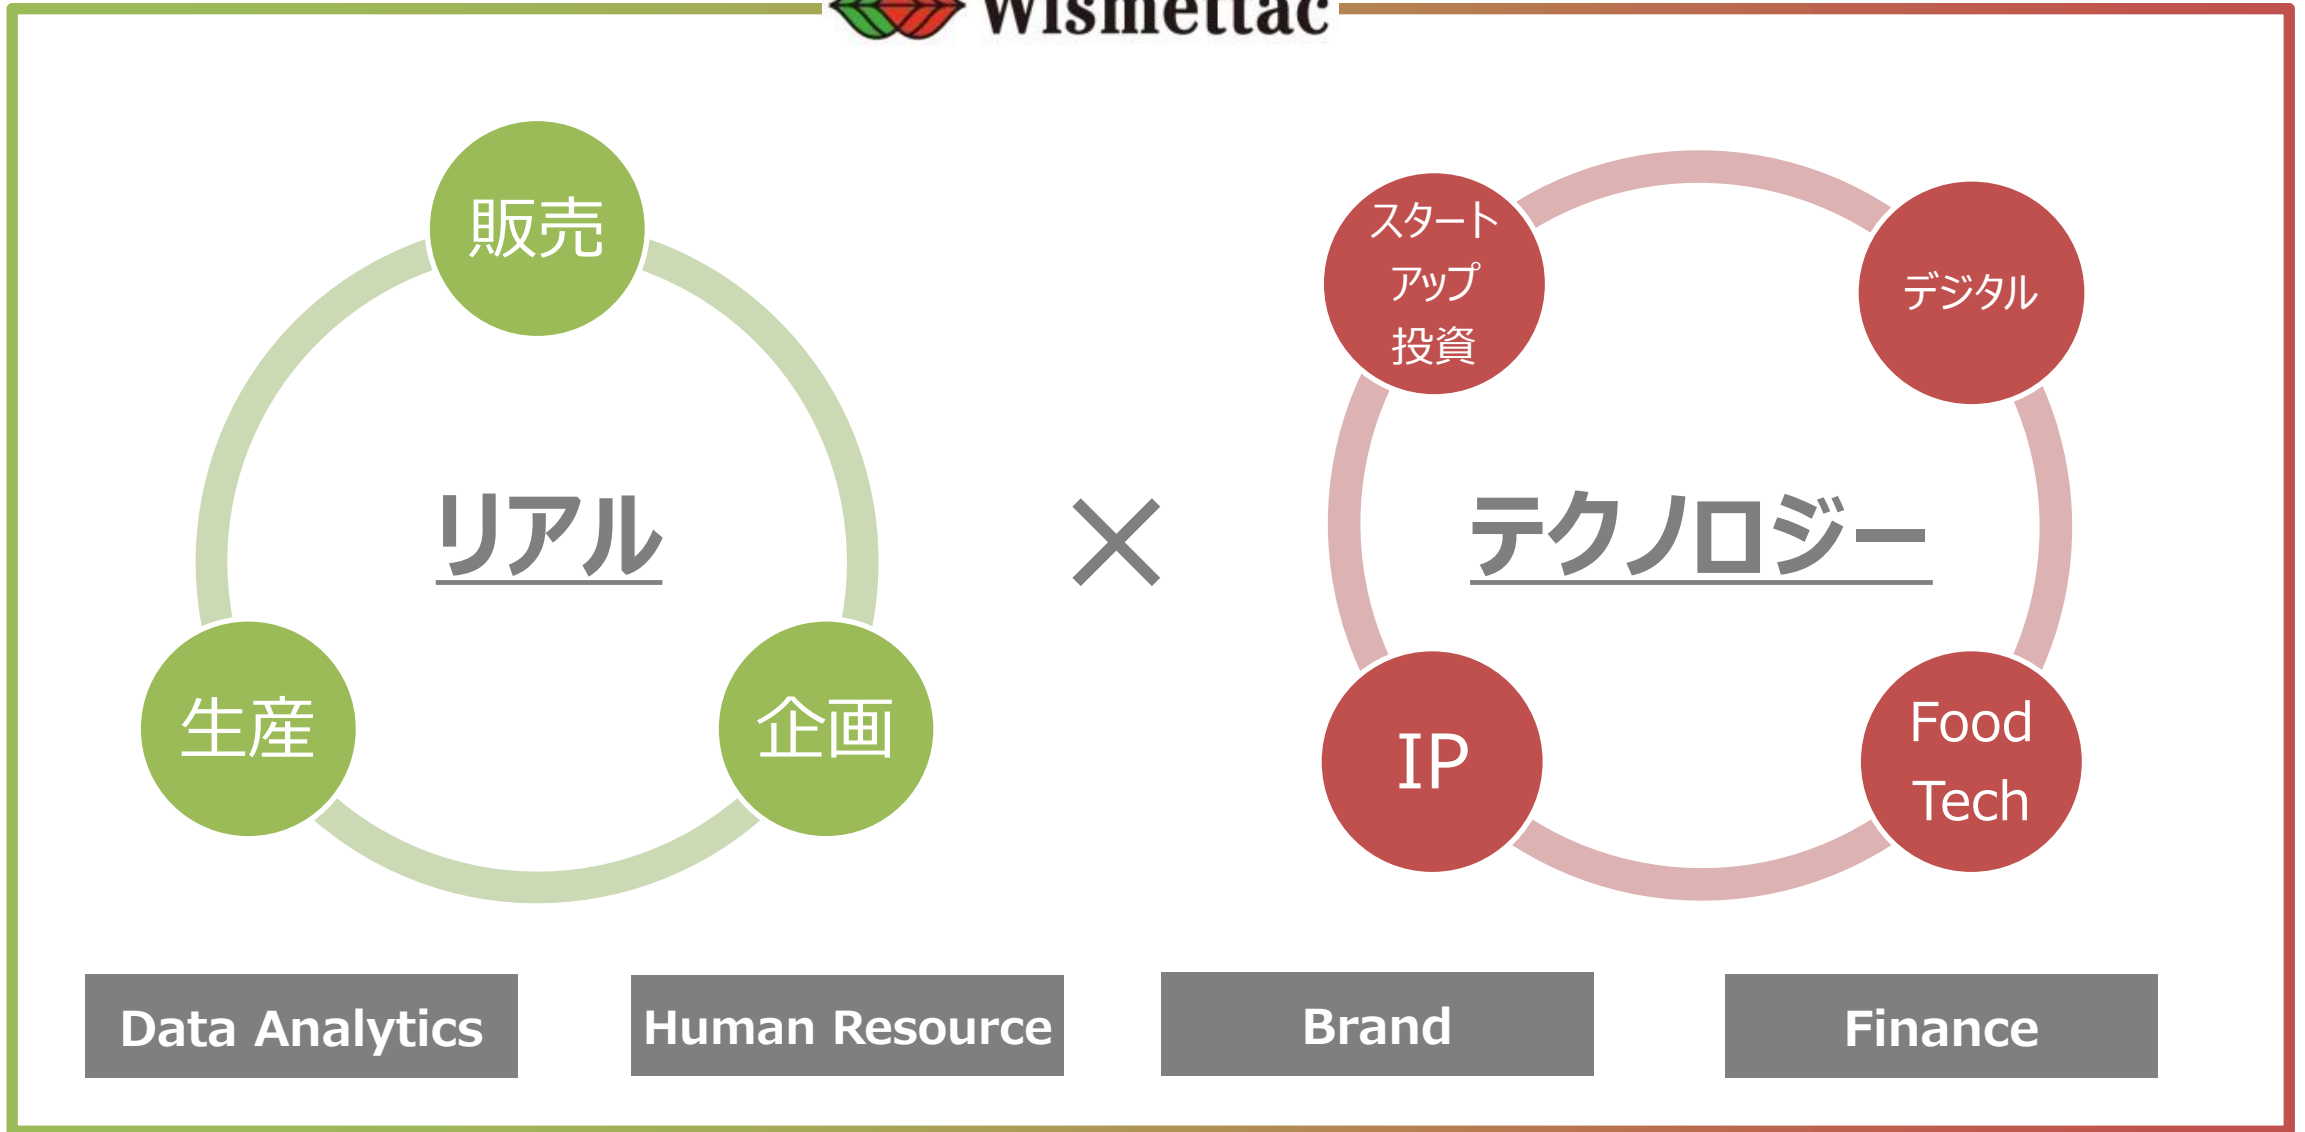 Wismettac
販売
リアル
生産
企画
×
スタート
アップ
投資
デジタル
テクノロジー
IP
Food
Tech
Data Analytics
Human Resource
Brand
Finance